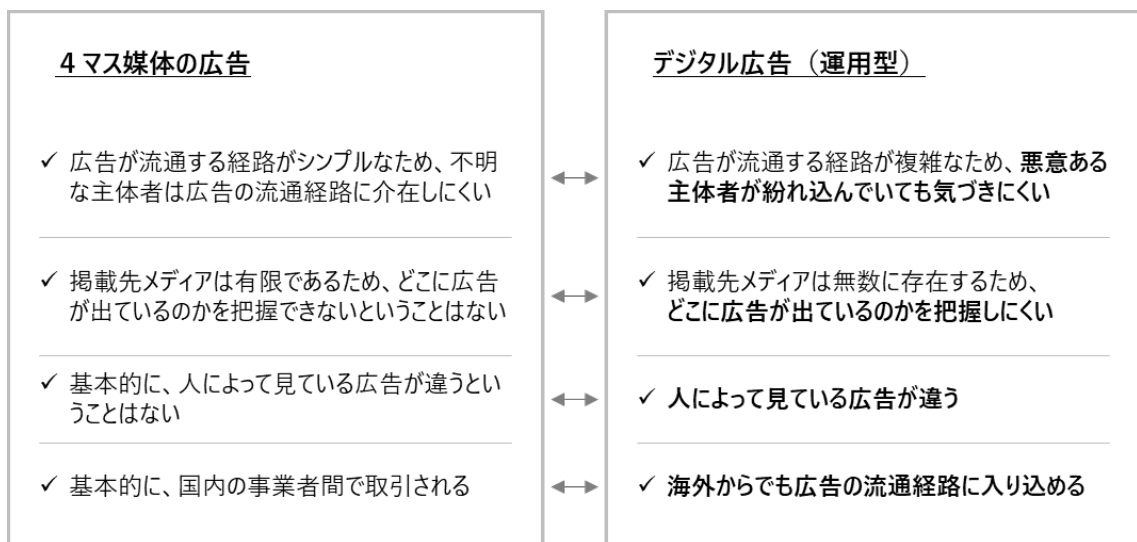 4 マス媒体の広告
✓ 広告が流通する経路がシンプルなため、不明
な主体者は広告の流通経路に介在しにくい
✓ 掲載先メディアは有限であるため、どこに広告
が出ているのかを把握できないということはない
✓ 基本的に、人によって見ている広告が違うとい
うことはない
✓ 基本的に、国内の事業者間で取引される
デジタル広告（運用型）
✓ 広告が流通する経路が複雑なため、悪意ある
主体者が紛れ込んでいても気づきにくい
✓ 掲載先メディアは無数に存在するため、
どこに広告が出ているのかを把握しにくい
✓ 人によって見ている広告が違う
✓ 海外からでも広告の流通経路に入り込める